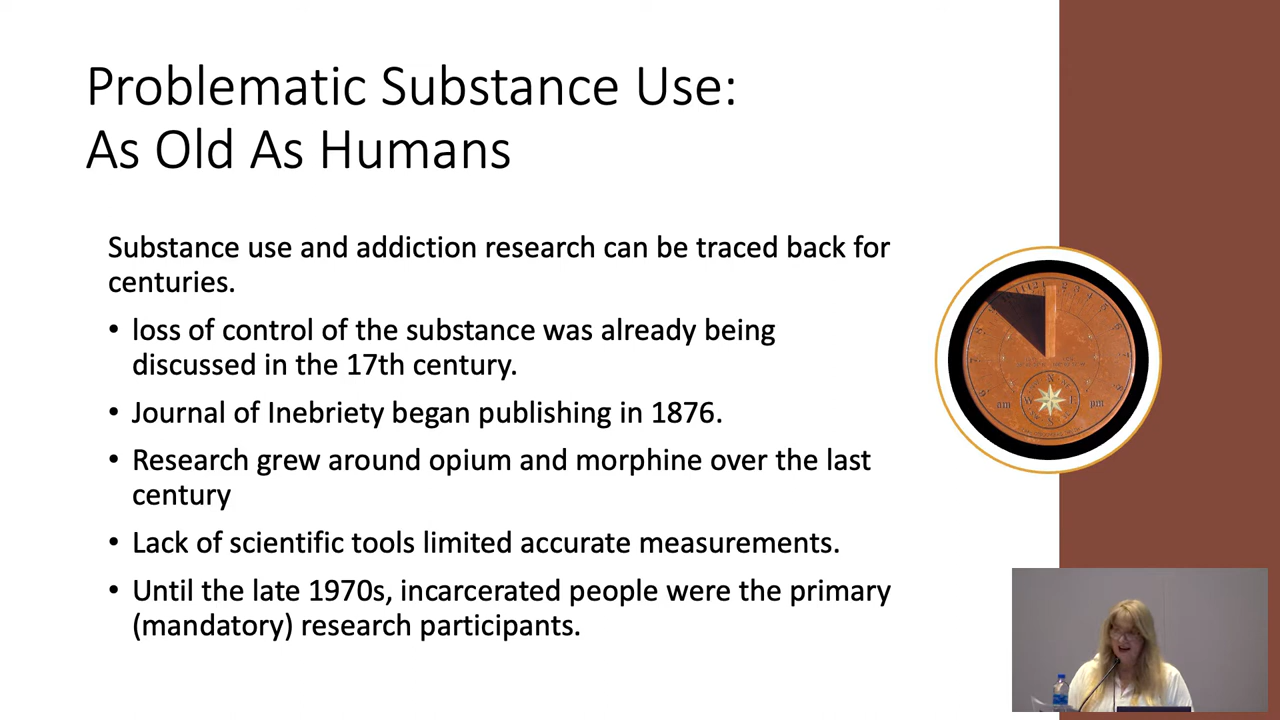 Problematic Substance Use:
As Old As Humans
Substance use and addiction research can be traced back for
centuries.
• loss of control of the substance was already being
discussed in the 17th century.
• Journal of Inebriety began publishing in 1876.
• Research grew around opium and morphine over the last
century
• Lack of scientific tools limited accurate measurements.
• Until the late 1970s, incarcerated people were the primary
(mandatory) research participants.
N
W E
am pm